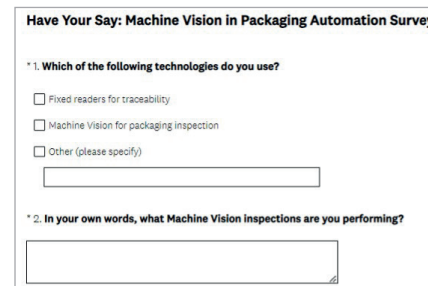 Have Your Say: Machine Vision in Packaging Automation Surve
* 1. Which of the following technologies do you use?
Fixed readers for traceability
Machine Vision for packaging inspection
Other (please specify)
* 2. In your own words, what Machine Vision inspections are you performing?